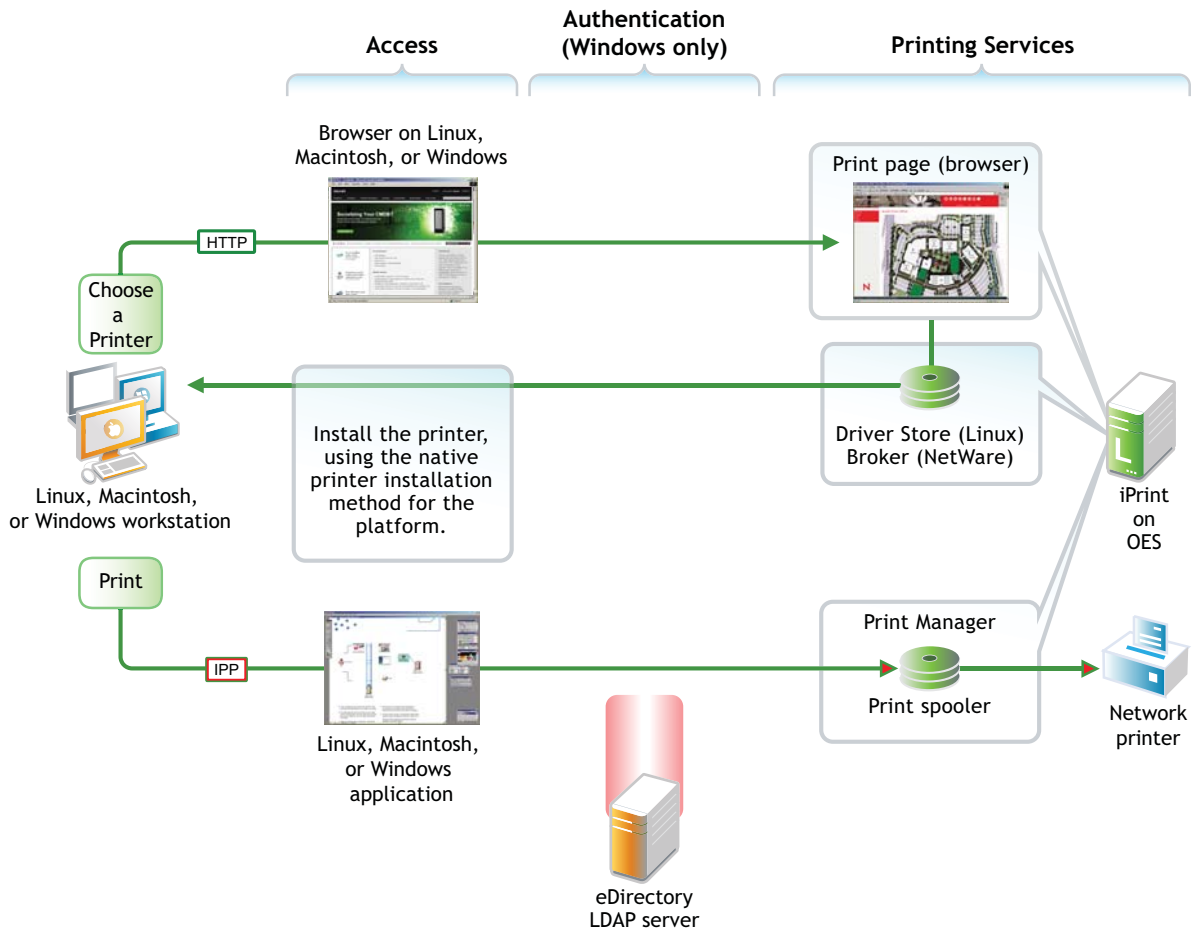 Access
Authentication
(Windows only)
Printing Services
Browser on Linux,
Macintosh, or Windows
Print page (browser)
HTTP
Choose
a
Printer
Install the printer,
using the native
printer installation
method for the
platform.
Driver Store (Linux)
Broker (NetWare)
Linux, Macintosh,
or Windows workstation
L
iPrint
on
OES
Print
IPP
Print Manager
Print spooler
Network
printer
Linux, Macintosh,
or Windows
application
eDirectory
LDAP server
N